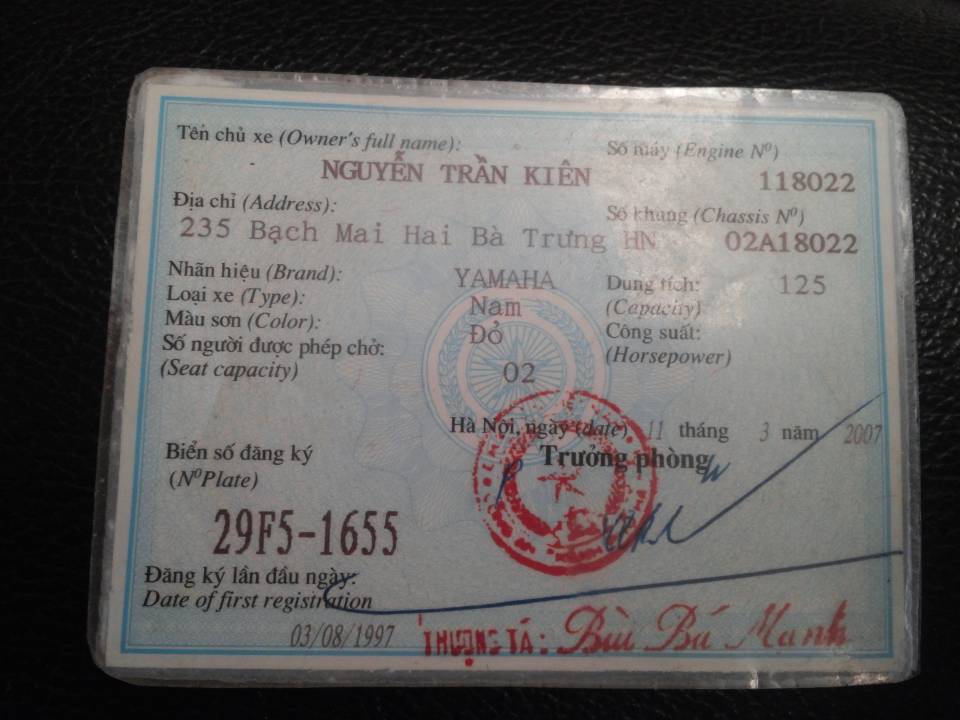 Tên chủ xe (Owner's full name):
NGUYỄN TRẦN KIÊN
Số máy (Engine Nº)
118022
Địa chỉ (Address):
235 Bạch Mai Hai Bà Trưng HN
Số khung (Chassis Nº)
02A18022
Nhãn hiệu (Brand): YAMAHA
Dung tích: 125
(Capacity)
Loại xe (Type): Nam
Màu sơn (Color): Đỏ
Công suất:
(Horsepower)
Số người được phép chở: 02
(Seat capacity)
Hà Nội, ngày (date) 11 tháng 3 năm 2007
Trưởng phòng
Biển số đăng ký
(NºPlate)
29F5-1655
Đăng ký lần đầu ngày:
Date of first registration
03/08/1997
THƯỢNG TÁ: Bùi Bá Mạnh